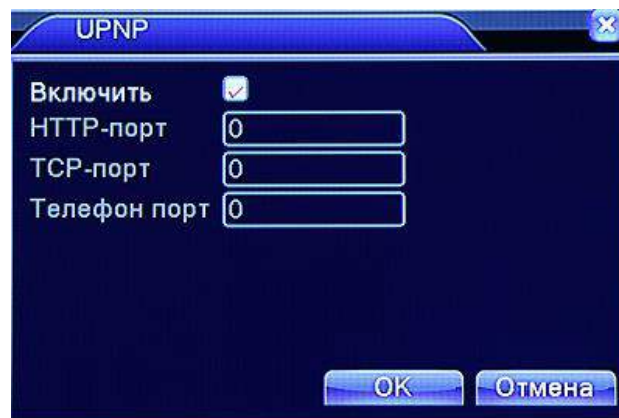 UPNP
Включить
HTTP-порт 0
TCP-порт 0
Телефон порт 0
OK Отмена